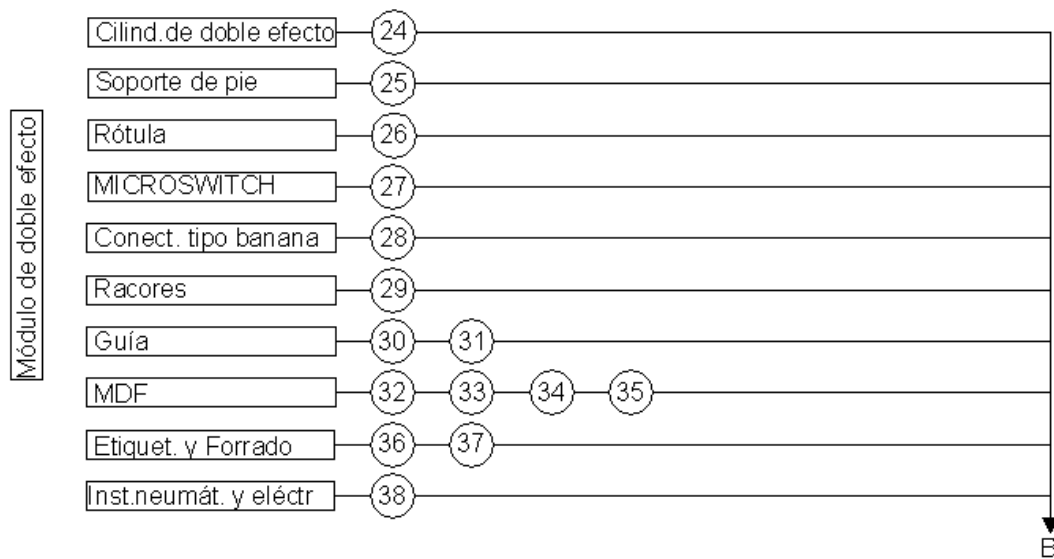 Módulo de doble efecto
Cilind.de doble efecto 24
Soporte de pie 25
Rótula 26
MICROSWITCH 27
Conect. tipo banana 28
Racores 29
Guía 30 31
MDF 32 33 34 35
Etiquet. y Forrado 36 37
Inst.neumát. y eléctr 38
B